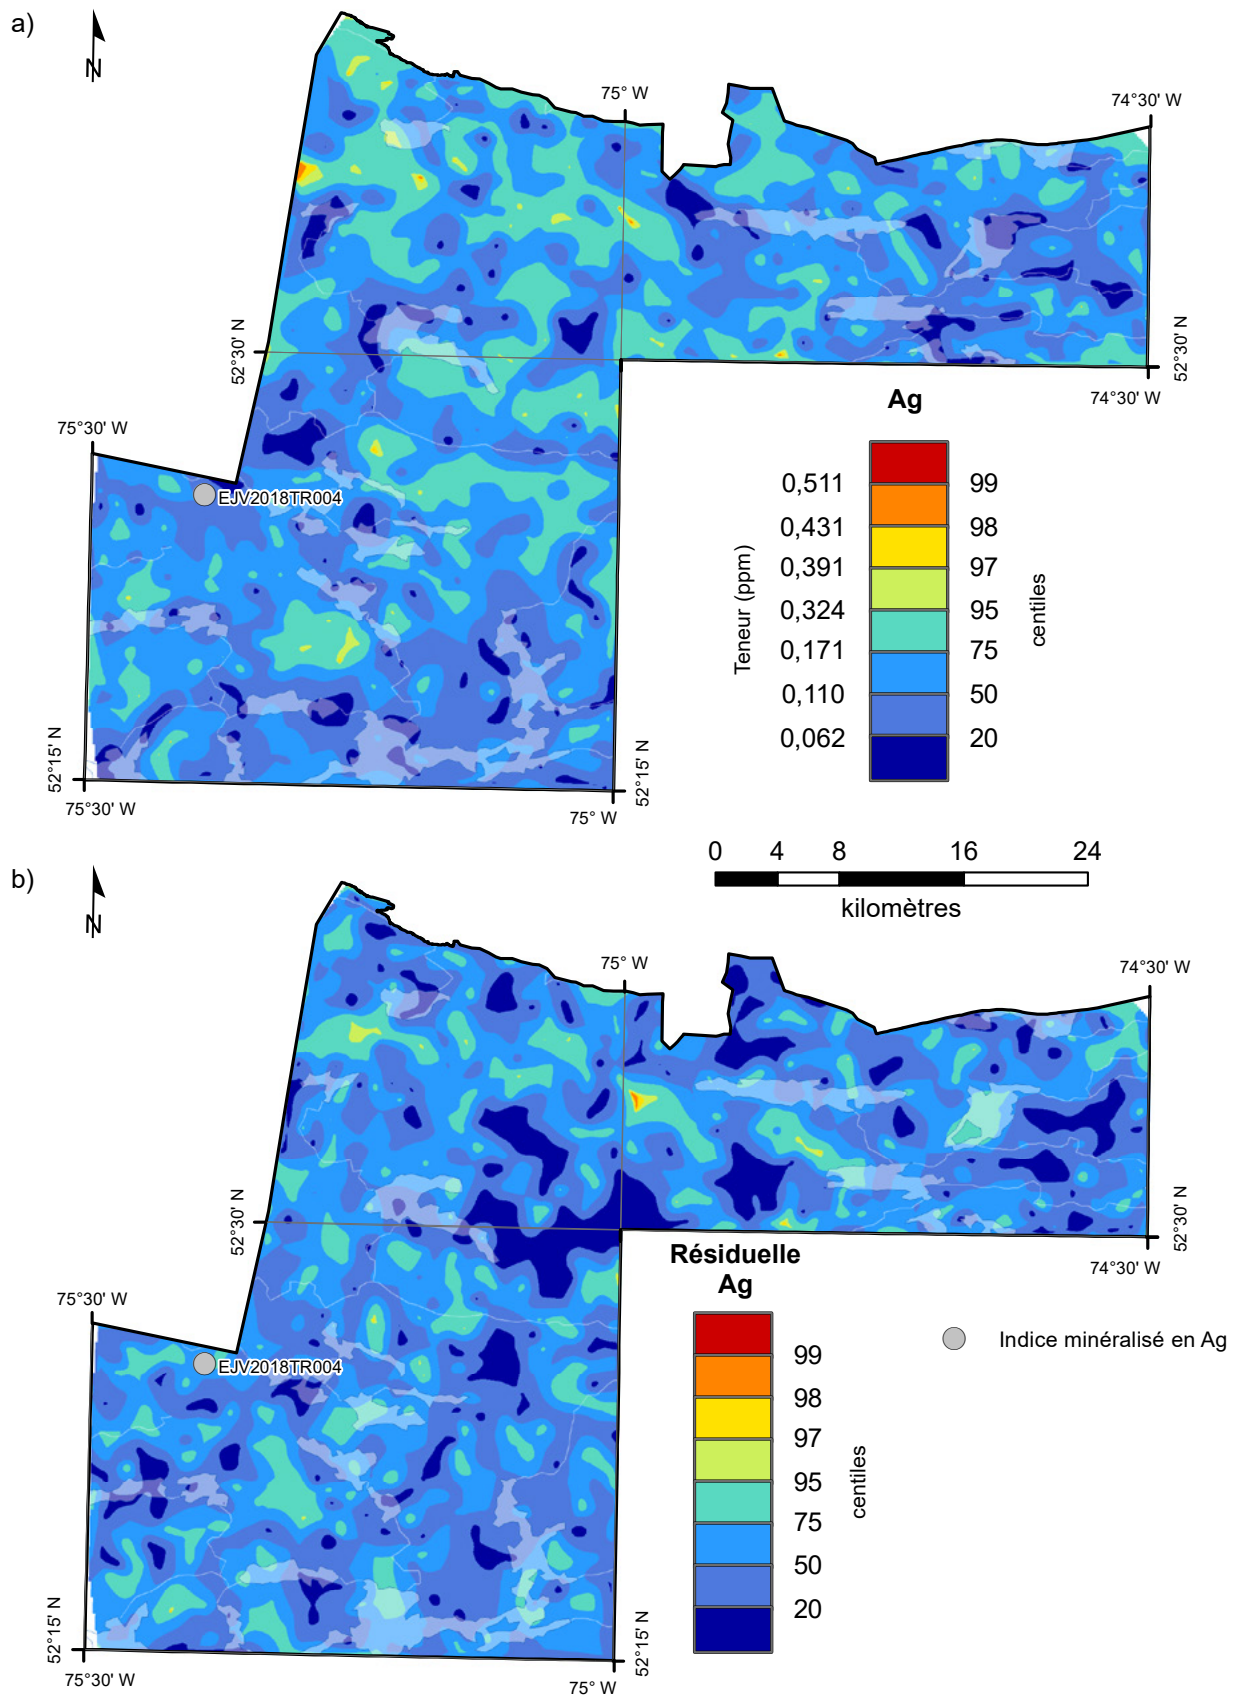 a)
N
75° W
74°30' W
52°30' N
52°30' N
74°30' W
75°30' W
EJV2018TR004
Ag
Teneur (ppm)
0,511
0,431
0,391
0,324
0,171
0,110
0,062
99
98
97
95
75
50
20
centiles
52°15' N
52°15' N
75°30' W
75° W
0 4 8 16 24
kilomètres
b)
N
75° W
74°30' W
52°30' N
52°30' N
74°30' W
75°30' W
EJV2018TR004
Résiduelle
Ag
99
98
97
95
75
50
20
centiles
Indice minéralisé en Ag
52°15' N
52°15' N
75°30' W
75° W